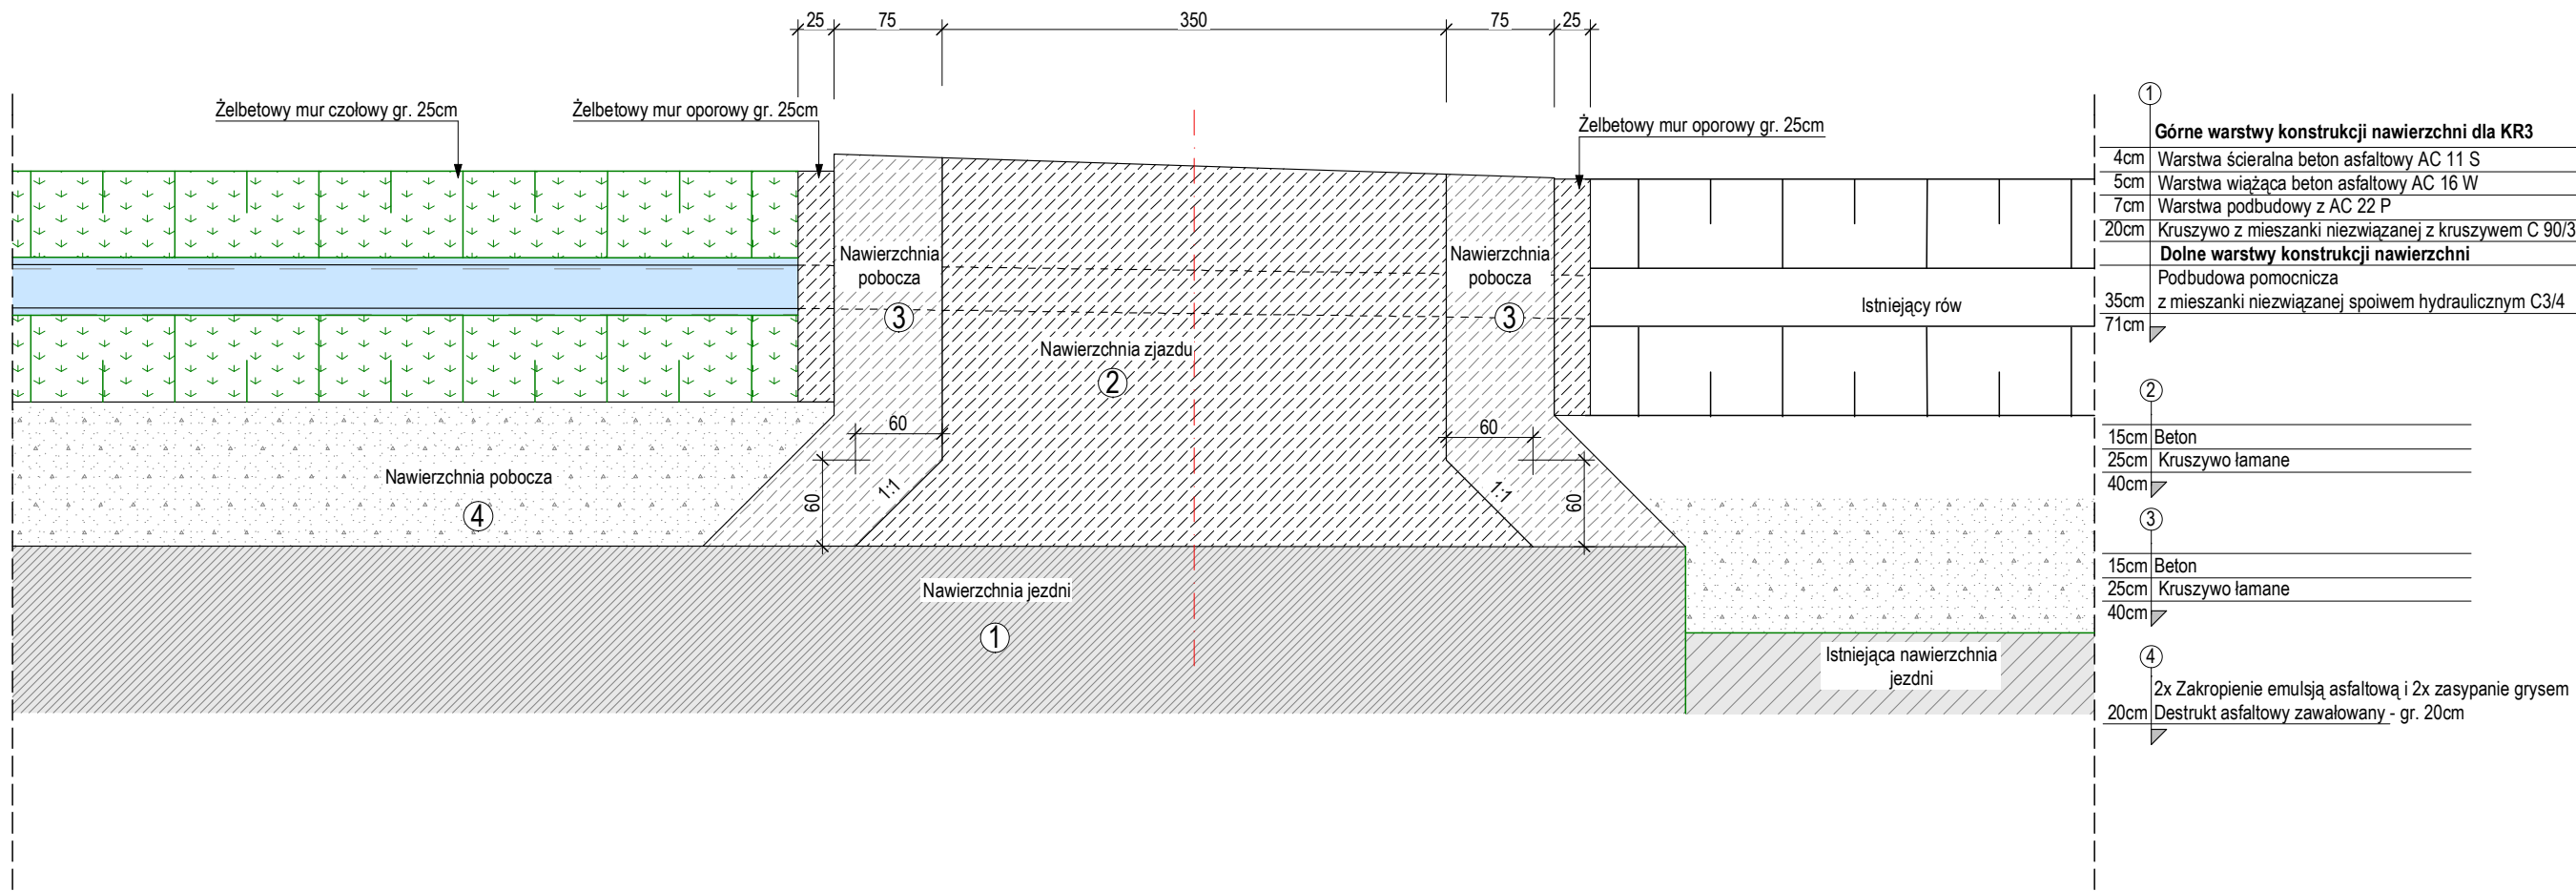 25
75
350
75
25
Żelbetowy mur czołowy gr. 25cm
Żelbetowy mur oporowy gr. 25cm
Żelbetowy mur oporowy gr. 25cm
Nawierzchnia
pobocza
3
Nawierzchnia
pobocza
3
Istniejący rów
Nawierzchnia zjazdu
2
60
60
1:1
60
1:1
60
Nawierzchnia pobocza
4
Nawierzchnia jezdni
1
Istniejąca nawierzchnia
jezdni
1
Górne warstwy konstrukcji nawierzchni dla KR3
4cm Warstwa ścieralna beton asfaltowy AC 11 S
5cm Warstwa wiążąca beton asfaltowy AC 16 W
7cm Warstwa podbudowy z AC 22 P
20cm Kruszywo z mieszanki niezwiązanej z kruszywem C 90/3
Dolne warstwy konstrukcji nawierzchni
Podbudowa pomocnicza
35cm z mieszanki niezwiązanej spoiwem hydraulicznym C3/4
71cm
2
15cm Beton
25cm Kruszywo łamane
40cm
3
15cm Beton
25cm Kruszywo łamane
40cm
4
2x Zakropienie emulsją asfaltową i 2x zasypanie grysem
20cm Destrukt asfaltowy zawałowany - gr. 20cm